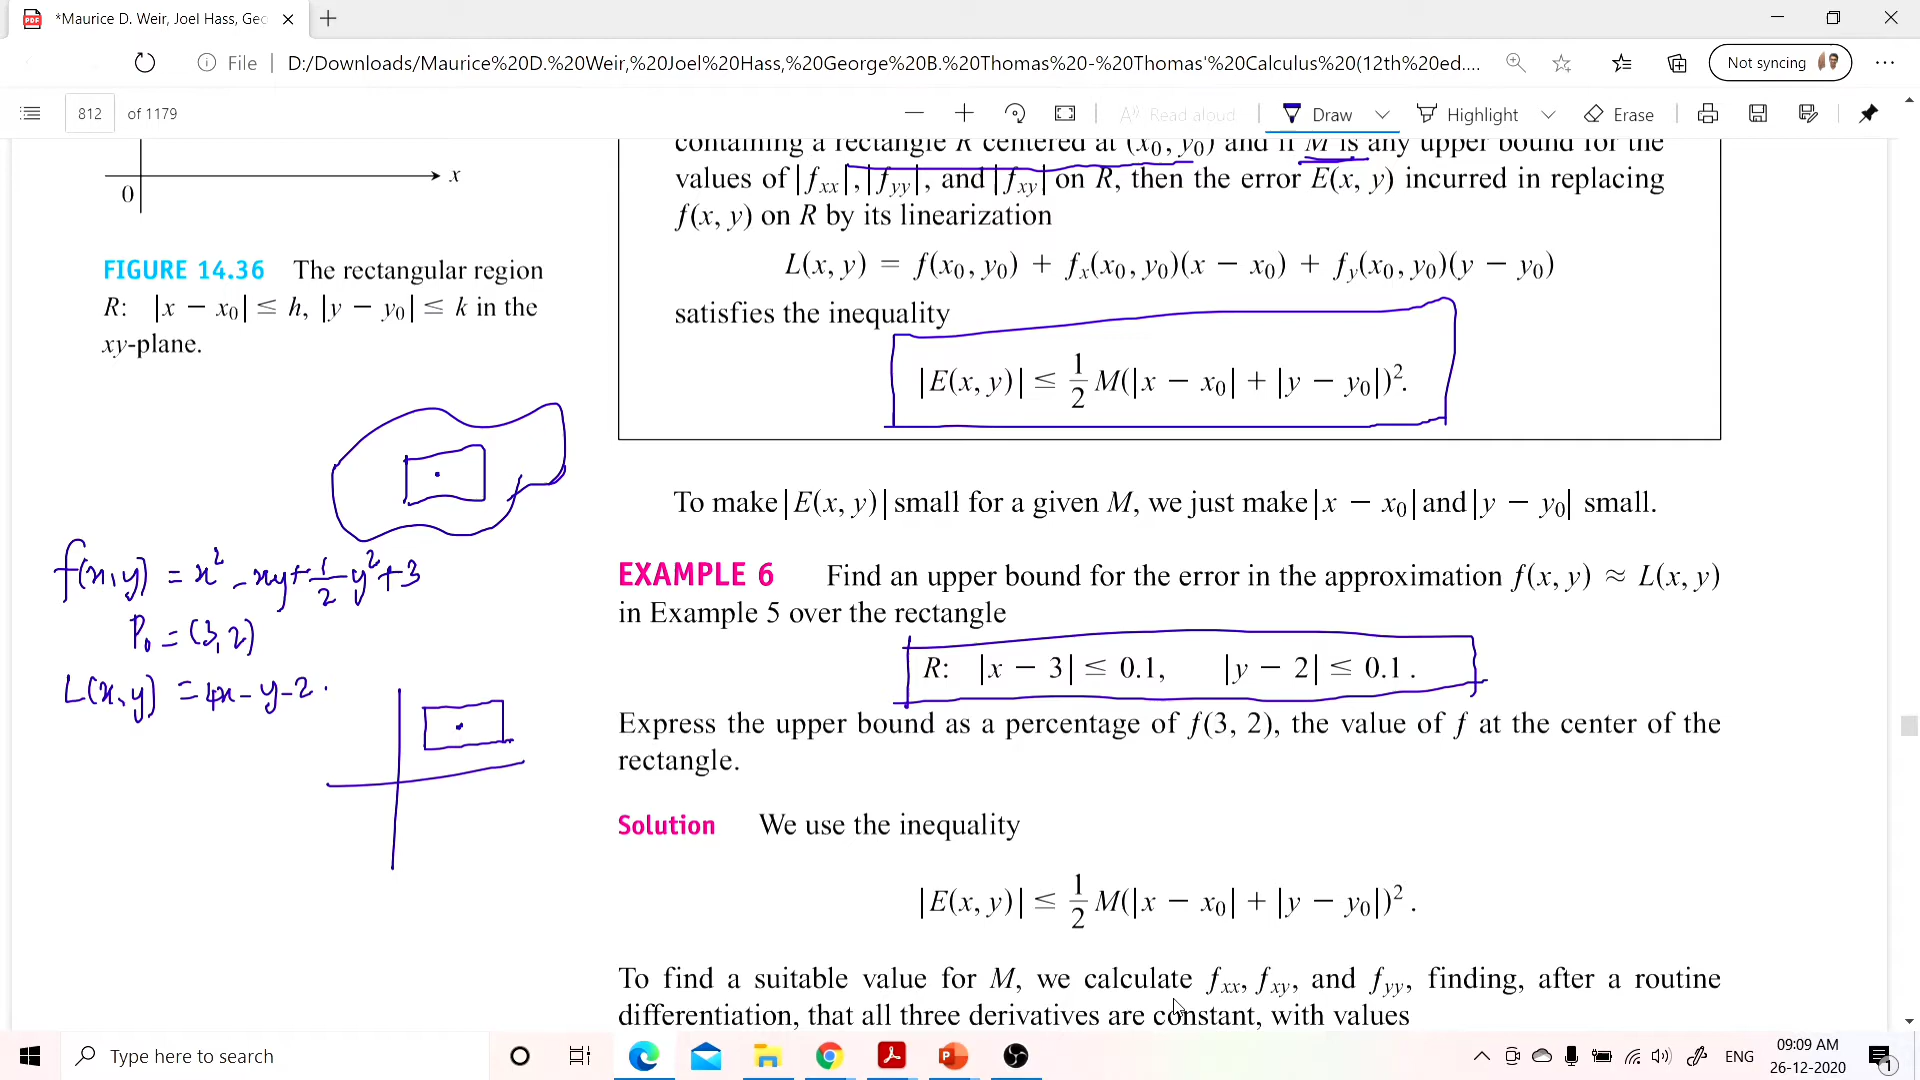 *Maurice D. Weir, Joel Hass, Geo
File
D:/Downloads/Maurice%20D.%20Weir,%20Joel%20Hass,%20George%20B.%20Thomas%20-%20Thomas'%20Calculus%20(12th%20ed....
Not syncing
812 of 1179
Read aloud
Draw
Highlight
Erase
containing a rectangle R centered at (x₀, y₀) and if M is any upper bound for the
values of |fₓₓ|, |f_yy|, and |f_xy| on R, then the error E(x, y) incurred in replacing
f(x, y) on R by its linearization
L(x, y) = f(x₀, y₀) + fₓ(x₀, y₀)(x − x₀) + f_y(x₀, y₀)(y − y₀)
satisfies the inequality
|E(x, y)| ≤ 1/2 M(|x − x₀| + |y − y₀|)².
x
0
FIGURE 14.36 The rectangular region
R: |x − x₀| ≤ h, |y − y₀| ≤ k in the
xy-plane.
f(x,y) = x² - xy + 1/2 y² + 3
P₀ = (3,2)
L(x,y) = 4x - y - 2.
To make |E(x, y)| small for a given M, we just make |x − x₀| and |y − y₀| small.
EXAMPLE 6 Find an upper bound for the error in the approximation f(x, y) ≈ L(x, y)
in Example 5 over the rectangle
R: |x − 3| ≤ 0.1, |y − 2| ≤ 0.1.
Express the upper bound as a percentage of f(3, 2), the value of f at the center of the
rectangle.
Solution We use the inequality
|E(x, y)| ≤ 1/2 M(|x − x₀| + |y − y₀|)².
To find a suitable value for M, we calculate fₓₓ, f_xy, and f_yy, finding, after a routine
differentiation, that all three derivatives are constant, with values
Type here to search
ENG
09:09 AM
26-12-2020
1